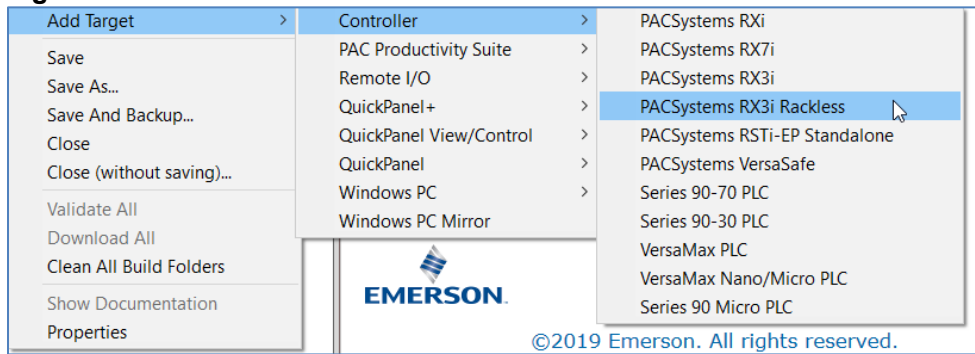 Add Target
Save
Save As...
Save And Backup...
Close
Close (without saving)...
Validate All
Download All
Clean All Build Folders
Show Documentation
Properties
Controller
PAC Productivity Suite
Remote I/O
QuickPanel+
QuickPanel View/Control
QuickPanel
Windows PC
Windows PC Mirror
PACSystems RXi
PACSystems RX7i
PACSystems RX3i
PACSystems RX3i Rackless
PACSystems RSTi-EP Standalone
PACSystems VersaSafe
Series 90-70 PLC
Series 90-30 PLC
VersaMax PLC
VersaMax Nano/Micro PLC
Series 90 Micro PLC
EMERSON.
©2019 Emerson. All rights reserved.